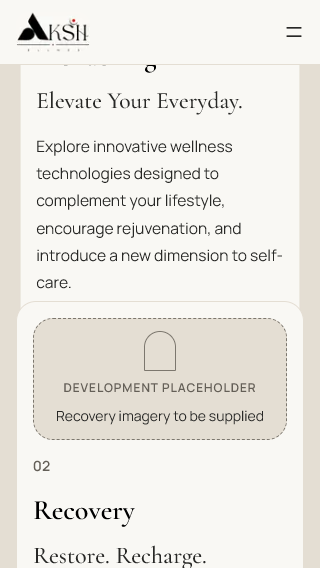 AKSH
Elevate Your Everyday.
Explore innovative wellness
technologies designed to
complement your lifestyle,
encourage rejuvenation, and
introduce a new dimension to self-
care.
DEVELOPMENT PLACEHOLDER
Recovery imagery to be supplied
02
Recovery
Restore. Recharge.